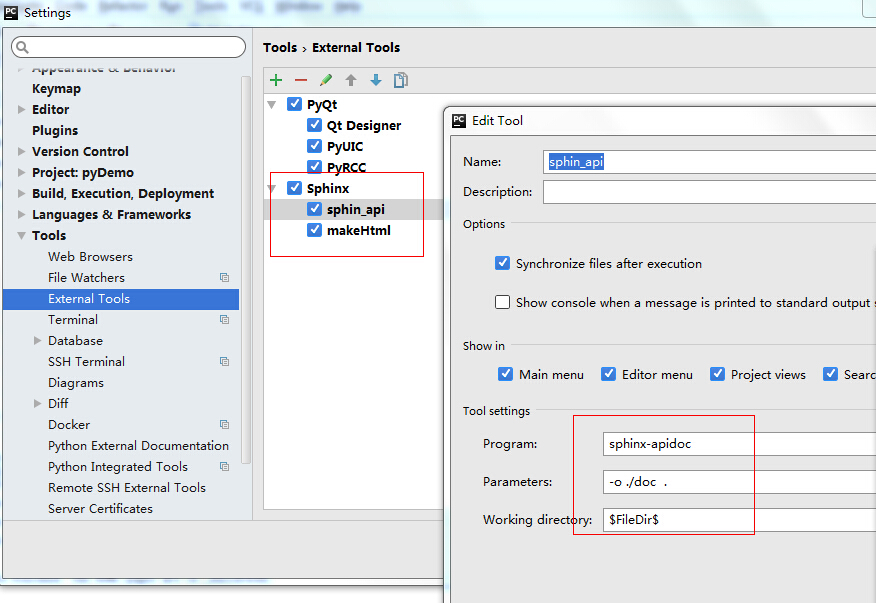 PC Settings
Tools › External Tools
Appearance & Behavior
Keymap
Editor
Plugins
Version Control
Project: pyDemo
Build, Execution, Deployment
Languages & Frameworks
Tools
Web Browsers
File Watchers
External Tools
Terminal
Database
SSH Terminal
Diagrams
Diff
Docker
Python External Documentation
Python Integrated Tools
Remote SSH External Tools
Server Certificates
PyQt
Qt Designer
PyUIC
PyRCC
Sphinx
sphin_api
makeHtml
PC Edit Tool
Name: sphin_api
Description:
Options
Synchronize files after execution
Show console when a message is printed to standard output s
Show in
Main menu Editor menu Project views Searc
Tool settings
Program: sphinx-apidoc
Parameters: -o ./doc .
Working directory: $FileDir$